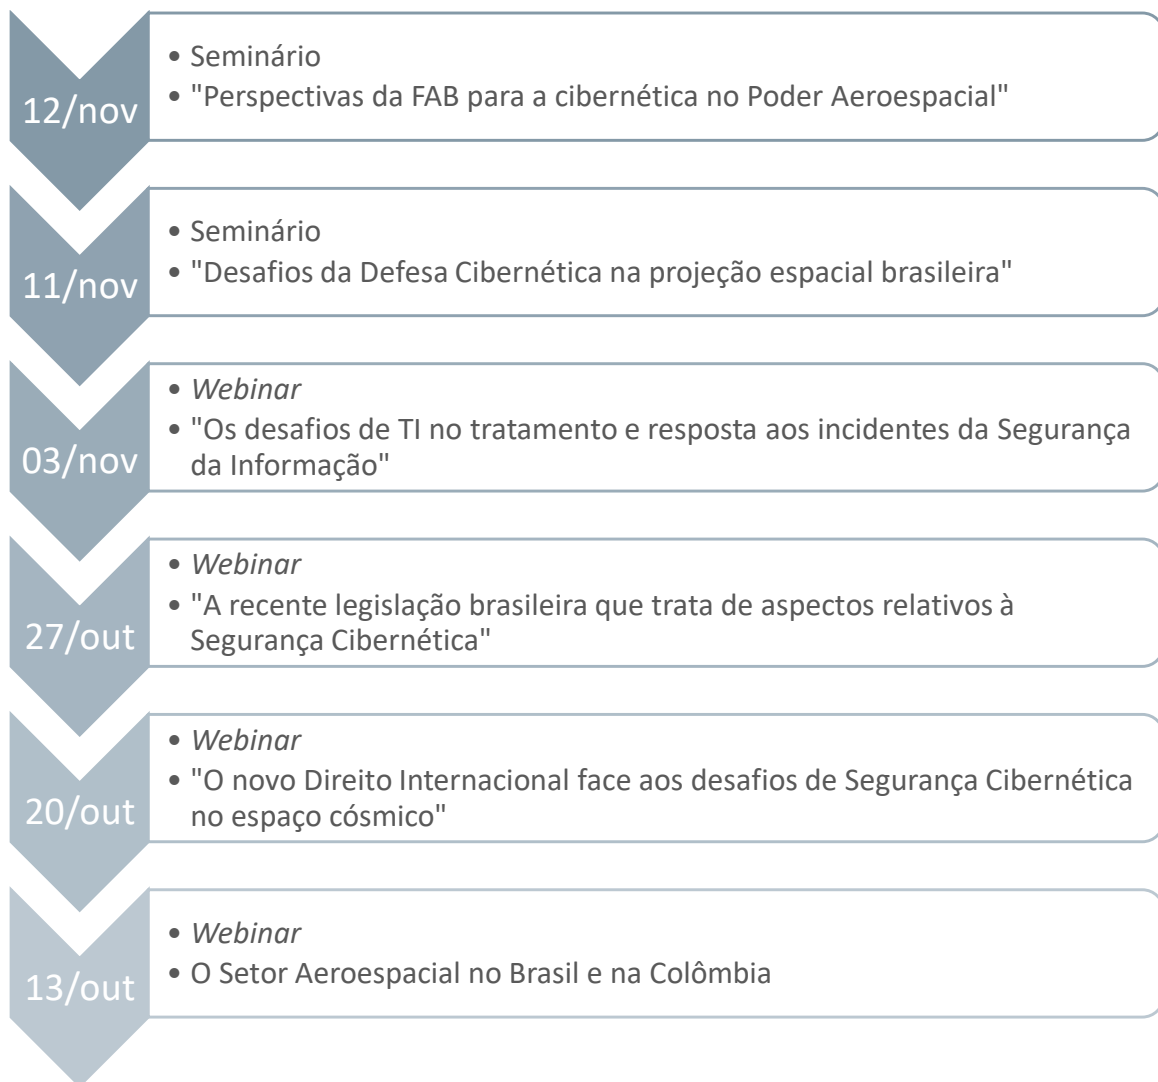 12/nov
• Seminário
• "Perspectivas da FAB para a cibernética no Poder Aeroespacial"
11/nov
• Seminário
• "Desafios da Defesa Cibernética na projeção espacial brasileira"
03/nov
• Webinar
• "Os desafios de TI no tratamento e resposta aos incidentes da Segurança
da Informação"
27/out
• Webinar
• "A recente legislação brasileira que trata de aspectos relativos à
Segurança Cibernética"
20/out
• Webinar
• "O novo Direito Internacional face aos desafios de Segurança Cibernética
no espaço cósmico"
13/out
• Webinar
• O Setor Aeroespacial no Brasil e na Colômbia